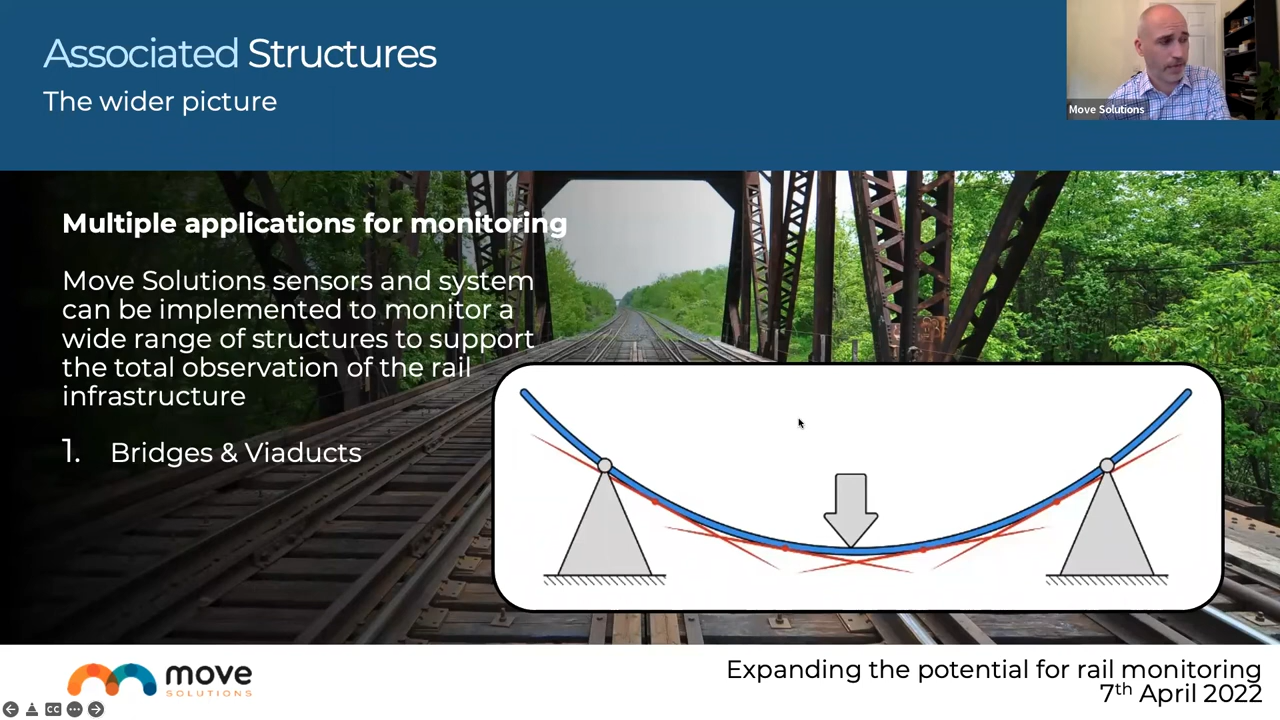 Associated Structures
The wider picture
Move Solutions
Multiple applications for monitoring
Move Solutions sensors and system
can be implemented to monitor a
wide range of structures to support
the total observation of the rail
infrastructure
1. Bridges & Viaducts
move
SOLUTIONS
Expanding the potential for rail monitoring
7th April 2022
CC